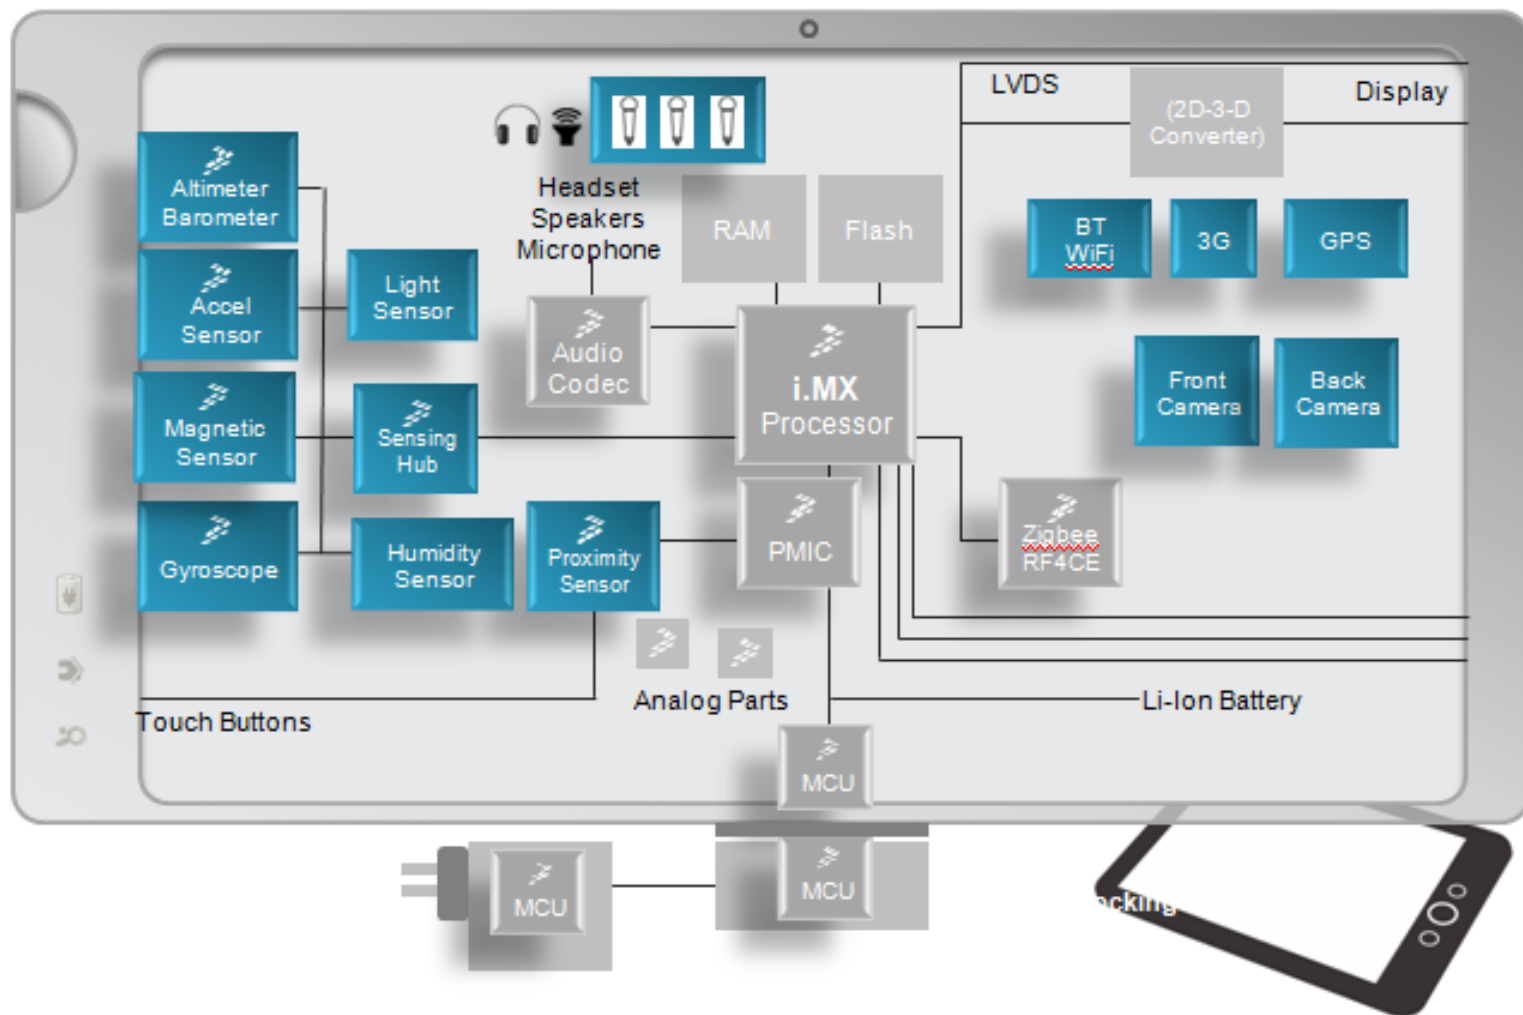 LVDS
(2D-3-D
Converter)
Display
Altimeter
Barometer
Headset
Speakers
Microphone
RAM
Flash
BT
WiFi
3G
GPS
Accel
Sensor
Light
Sensor
Audio
Codec
i.MX
Processor
Front
Camera
Back
Camera
Magnetic
Sensor
Sensing
Hub
Gyroscope
Humidity
Sensor
Proximity
Sensor
PMIC
Zigbee
RF4CE
Touch Buttons
Analog Parts
Li-Ion Battery
MCU
MCU
MCU
ocking